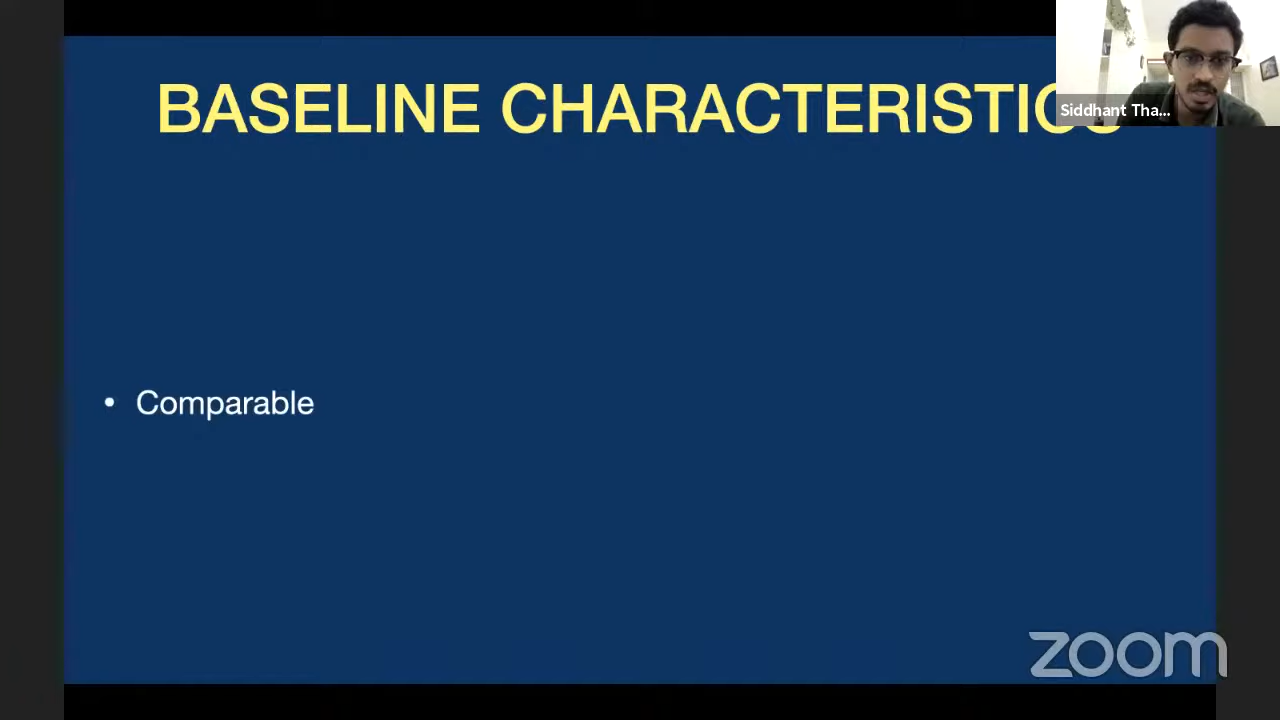 BASELINE CHARACTERISTICS
Siddhant Tha...
• Comparable
zoom